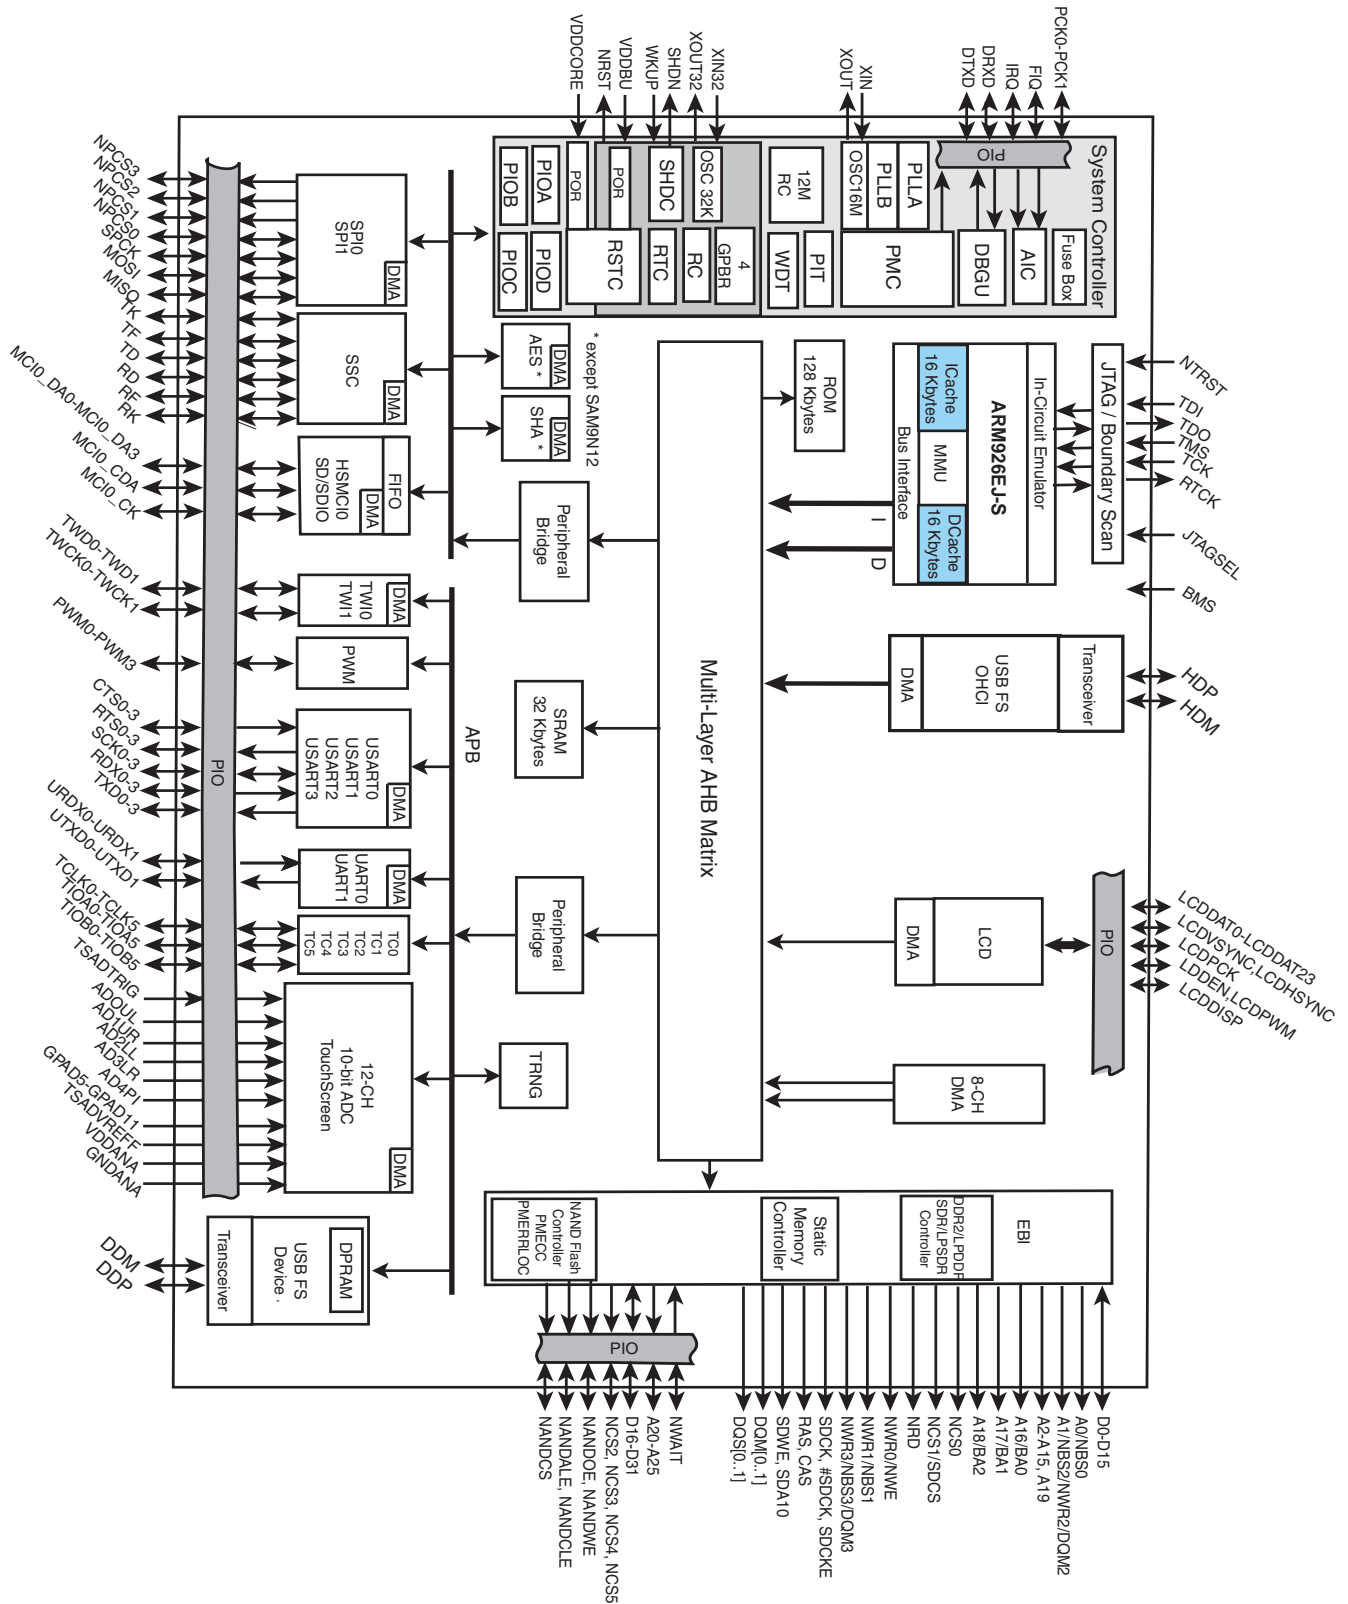 PCK0-PCK1
FIQ
IRQ
DRXD
DTXD
XIN
XOUT
XIN32
XOUT32
SHDN
WKUP
VDDBU
NRST
VDDCORE
System Controller
PIO
Fuse Box
AIC
DBGU
PMC
PLLA
PLLB
OSC16M
12M
RC
PIT
WDT
OSC 32K
4
GPBR
RC
SHDC
RTC
POR
RSTC
POR
PIOA
PIOB
PIOD
PIOC
NTRST
TDI
TDO
TMS
TCK
RTCK
JTAGSEL
BMS
JTAG / Boundary Scan
In-Circuit Emulator
ARM926EJ-S
ICache
16 Kbytes
MMU
DCache
16 Kbytes
Bus Interface
I
D
ROM
128 Kbytes
HDP
HDM
Transceiver
USB FS
OHCI
DMA
LCDDAT0-LCDDAT23
LCDVSYNC,LCDHSYNC
LCDPCK
LDDEN,LCDPWM
LCDDISP
PIO
LCD
DMA
8-CH
DMA
Multi-Layer AHB Matrix
* except SAM9N12
AES *
DMA
SHA *
DMA
Peripheral
Bridge
SRAM
32 Kbytes
Peripheral
Bridge
TRNG
APB
SPI0
SPI1
DMA
SSC
DMA
FIFO
HSMCI0
SD/SDIO
DMA
TWI0
TWI1
DMA
PWM
USART0
USART1
USART2
USART3
DMA
UART0
UART1
DMA
TC0
TC1
TC2
TC3
TC4
TC5
12-CH
10-bit ADC
TouchScreen
DMA
DPRAM
USB FS
Device .
Transceiver
PIO
NPCS3
NPCS2
NPCS1
NPCS0
SPCK
MOSI
MISO
TK
TF
TD
RD
RF
RK
MCI0_DA0-MCI0_DA3
MCI0_CDA
MCI0_CK
TWD0-TWD1
TWCK0-TWCK1
PWM0-PWM3
CTS0-3
RTS0-3
SCK0-3
RDX0-3
TXD0-3
URDX0-URDX1
UTXD0-UTXD1
TCLK0-TCLK5
TIOA0-TIOA5
TIOB0-TIOB5
TSADTRIG
AD0UL
AD1UR
AD2LL
AD3LR
AD4PI
GPAD5-GPAD11
TSADVREFF
VDDANA
GNDANA
DDM
DDP
EBI
DDR2/LPDDR
SDR/LPSDR
Controller
Static
Memory
Controller
NAND Flash
Controller
PMECC
PMERRLOC
PIO
D0-D15
A0/NBS0
A1/NBS2/NWR2/DQM2
A2-A15, A19
A16/BA0
A17/BA1
A18/BA2
NCS0
NCS1/SDCS
NRD
NWR0/NWE
NWR1/NBS1
NWR3/NBS3/DQM3
SDCK, #SDCK, SDCKE
RAS, CAS
SDWE, SDA10
DQM[0..1]
DQS[0..1]
NWAIT
A20-A25
D16-D31
NCS2, NCS3, NCS4, NCS5
NANDOE, NANDWE
NANDALE, NANDCLE
NANDCS